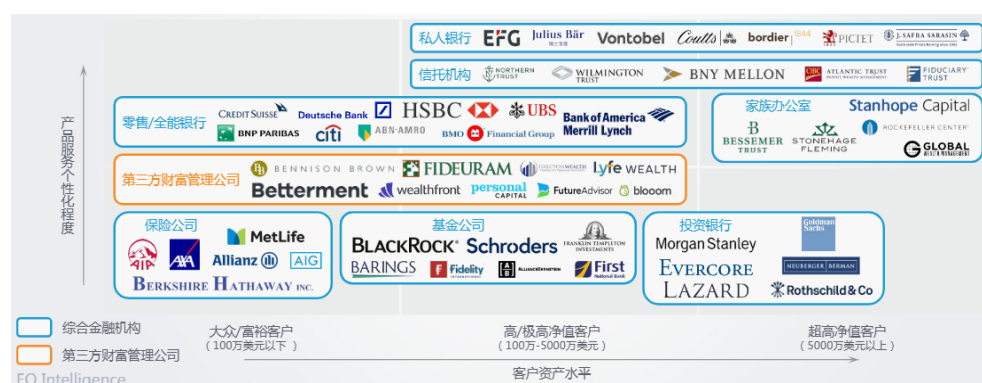 私人银行 EFG Julius Bär Vontobel Coutts bordier 1844 PICTET J. SAFRA SARASIN
信托机构 NORTHERN TRUST WILMINGTON TRUST BNY MELLON ATLANTIC TRUST FIDUCIARY TRUST
零售/全能银行 CREDIT SUISSE Deutsche Bank HSBC UBS Bank of America
BNP PARIBAS citi ABN·AMRO BMO Financial Group Merrill Lynch
家族办公室 Stanhope Capital
BESSEMER TRUST STONEHAGE FLEMING ROCKEFELLER CENTER
GLOBAL
第三方财富管理公司 BENNISON BROWN FIDEURAM Lyfe WEALTH
Betterment wealthfront personal CAPITAL FutureAdvisor blooom
保险公司
MetLife
AIA AXA Allianz AIG
BERKSHIRE HATHAWAY INC.
基金公司
BLACKROCK Schroders FRANKLIN TEMPLETON INVESTMENTS
BARINGS Fidelity ALLIANCEBERNSTEIN First National Bank
投资银行 Goldman Sachs
Morgan Stanley
EVERCORE NEUBERGER BERMAN
LAZARD Rothschild & Co
产品服务个性化程度
综合金融机构
第三方财富管理公司
大众/富裕客户
（100万美元以下）
高/极高净值客户
（100万-5000万美元）
超高净值客户
（5000万美元以上）
客户资产水平
EO Intelligence